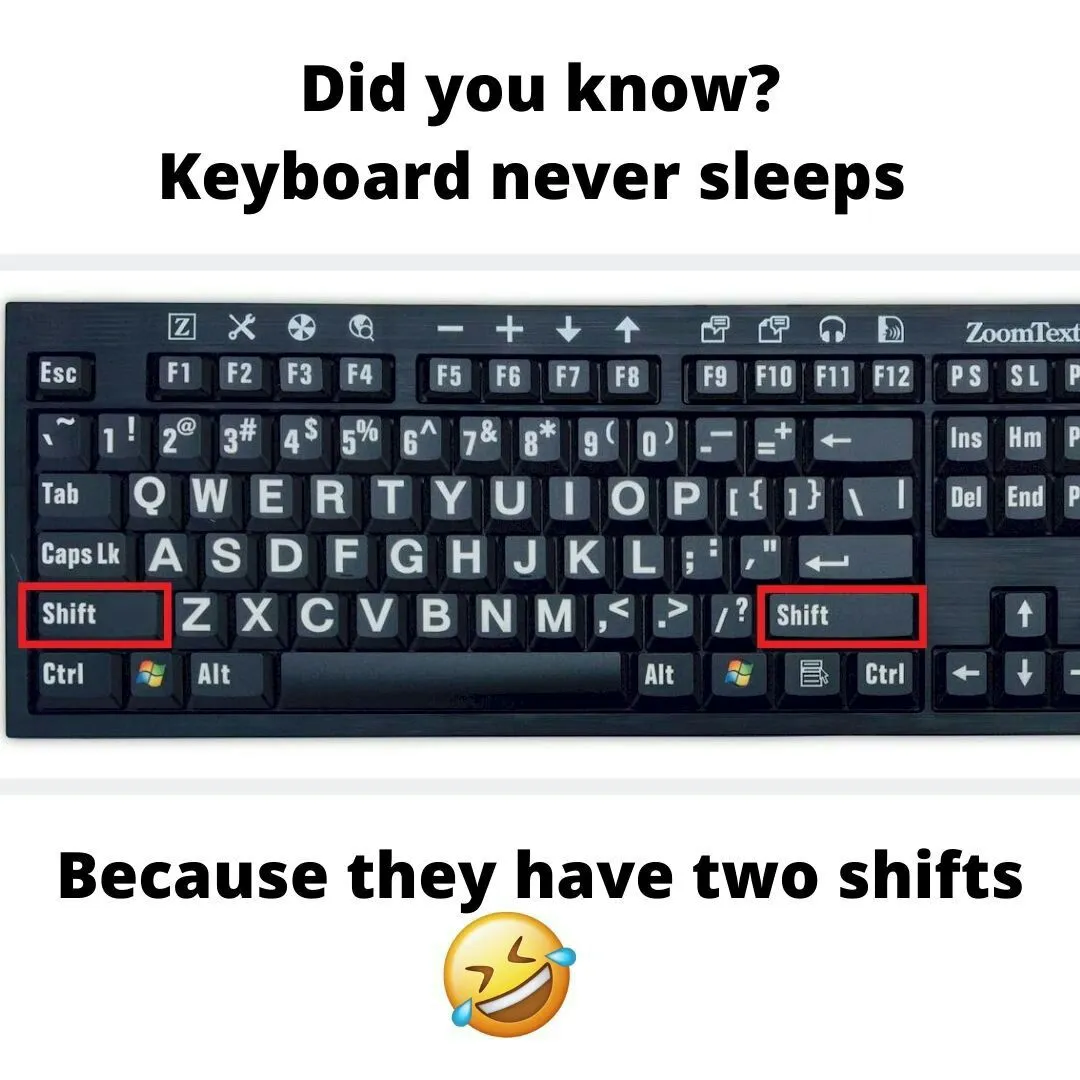 Did you know?
Keyboard never sleeps
Z ZoomText
Esc F1 F2 F3 F4 F5 F6 F7 F8 F9 F10 F11 F12 PS SL P
` ~ 1 ! 2 @ 3 # 4 $ 5 % 6 ^ 7 & 8 * 9 ( 0 ) - _ = + ← Ins Hm P
Tab Q W E R T Y U I O P [ { ] } \ | Del End P
Caps Lk A S D F G H J K L ; : , "
Shift Z X C V B N M , < . > / ? Shift
Ctrl Alt Alt Ctrl
Because they have two shifts